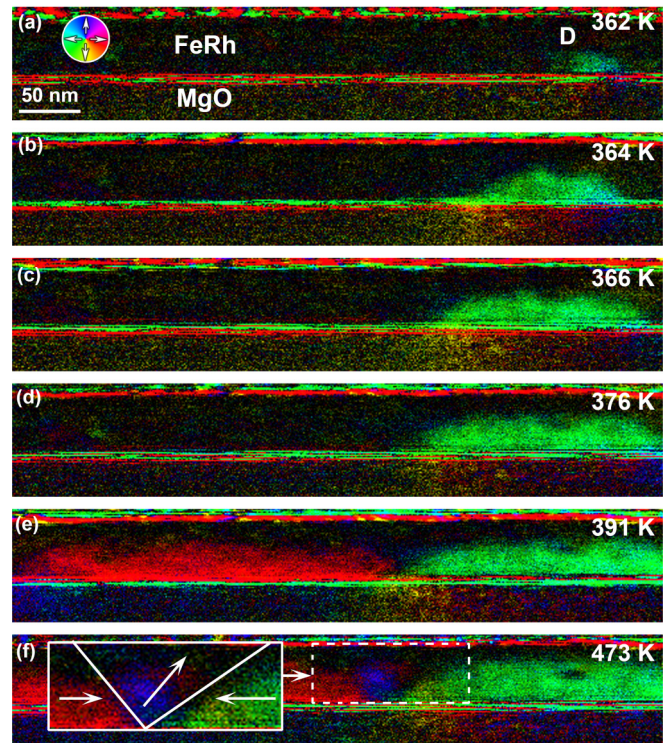 (a) 362 K
FeRh D
MgO
50 nm
(b) 364 K
(c) 366 K
(d) 376 K
(e) 391 K
(f) 473 K